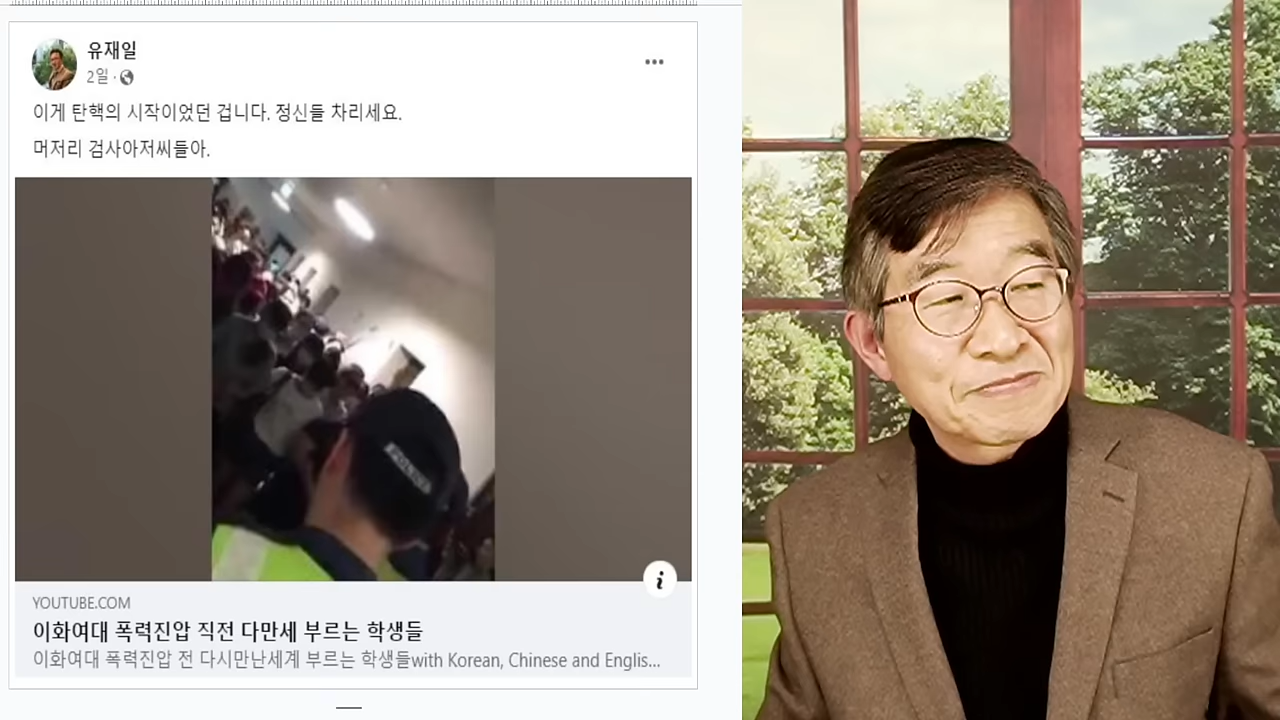 유재일
2일 ·
이게 탄핵의 시작이었던 겁니다. 정신들 차리세요.
머저리 검사아저씨들아.
POLICE
YOUTUBE.COM
이화여대 폭력진압 직전 다만세 부르는 학생들
이화여대 폭력진압 전 다시만난세계 부르는 학생들with Korean, Chinese and Englis...